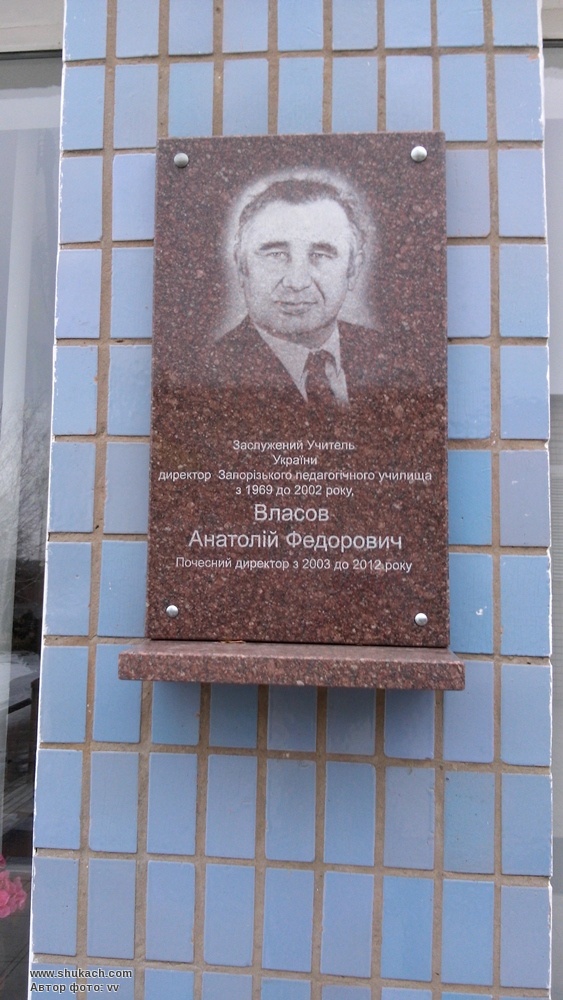 Заслужений Учитель
України
директор Запорізького педагогічного училища
з 1969 до 2002 року,
Власов
Анатолій Федорович
Почесний директор з 2003 до 2012 року
www.shukach.com
Автор фото: vv